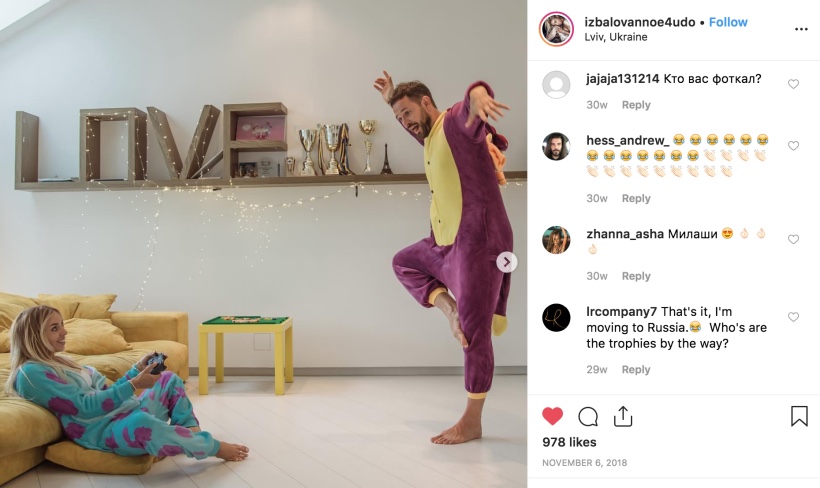 LOVE
izbalovannoe4udo • Follow
Lviv, Ukraine
jajaja131214 Кто вас фоткал?
30w Reply
hess_andrew_ 😂😂😂😂😂😂
😂😂😂😂😂😂😂👏🏻👏🏻👏🏻👏🏻
👏🏻👏🏻👏🏻👏🏻👏🏻👏🏻👏🏻👏🏻👏🏻
30w Reply
zhanna_asha Милаши 😍👌🏻👌🏻
👌🏻
30w Reply
lrcompany7 That's it, I'm
moving to Russia.😂 Who's are
the trophies by the way?
29w Reply
978 likes
NOVEMBER 6, 2018